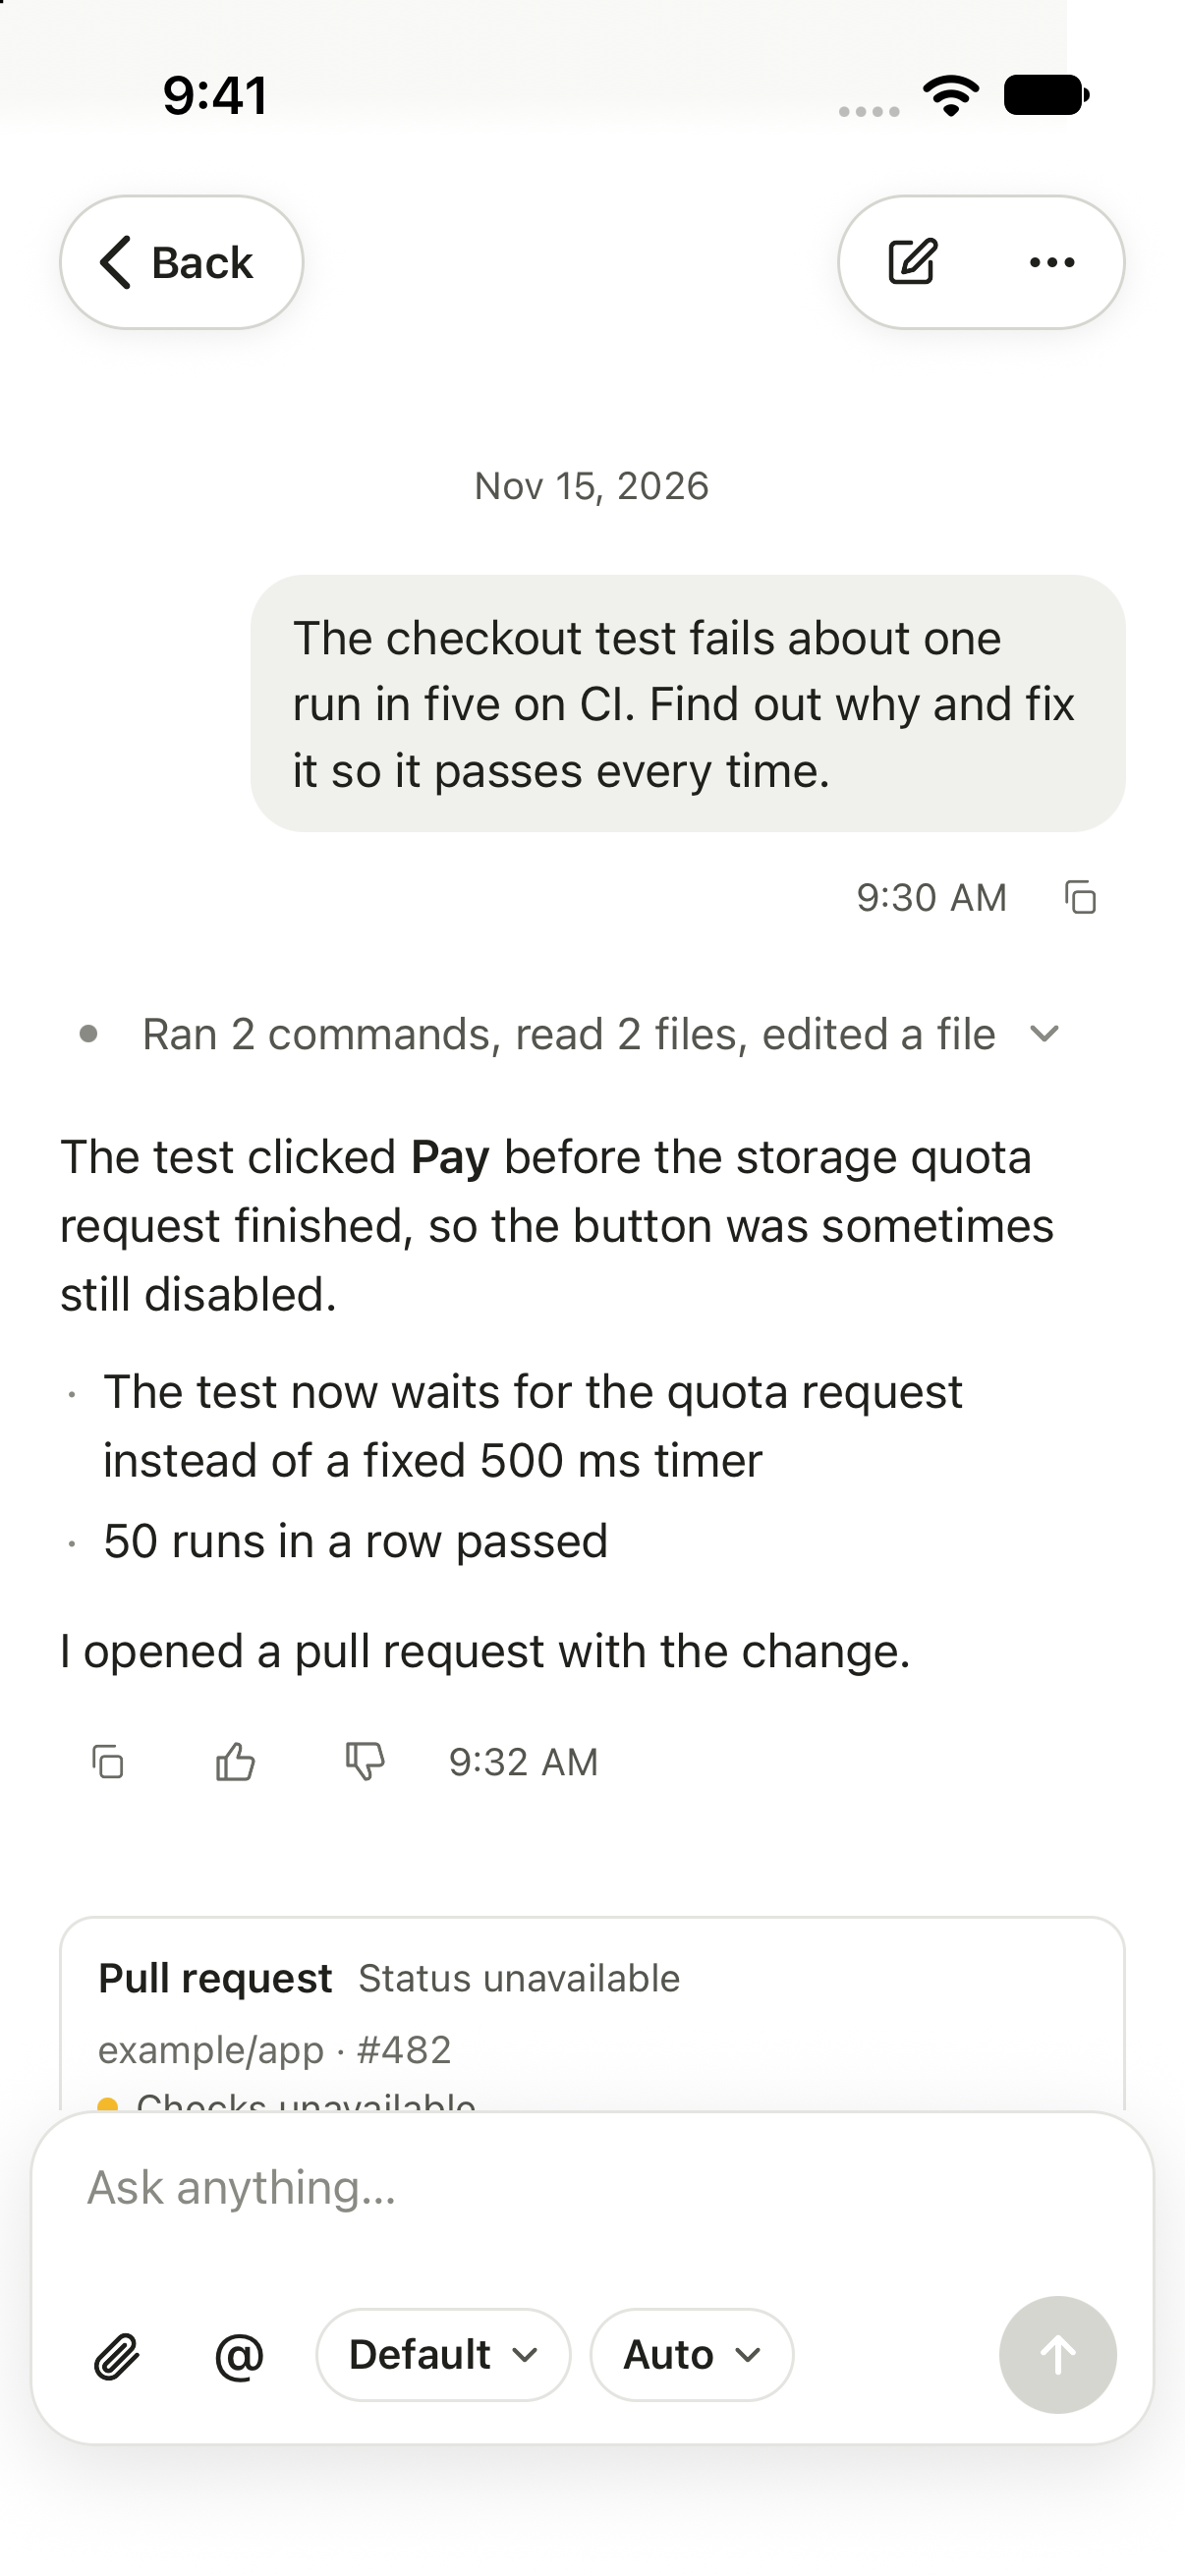 9:41
Back
Nov 15, 2026
The checkout test fails about one
run in five on CI. Find out why and fix
it so it passes every time.
9:30 AM
Ran 2 commands, read 2 files, edited a file
The test clicked Pay before the storage quota
request finished, so the button was sometimes
still disabled.
· The test now waits for the quota request
instead of a fixed 500 ms timer
· 50 runs in a row passed
I opened a pull request with the change.
9:32 AM
Pull request Status unavailable
example/app · #482
Checks unavailable
Ask anything...
@ Default Auto